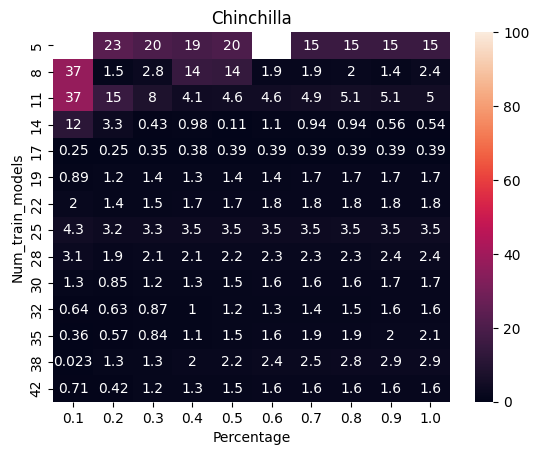 Chinchilla
5 23 20 19 20 15 15 15 15
8 37 1.5 2.8 14 14 1.9 1.9 2 1.4 2.4
11 37 15 8 4.1 4.6 4.6 4.9 5.1 5.1 5
14 12 3.3 0.43 0.98 0.11 1.1 0.94 0.94 0.56 0.54
17 0.25 0.25 0.35 0.38 0.39 0.39 0.39 0.39 0.39 0.39
19 0.89 1.2 1.4 1.3 1.4 1.4 1.7 1.7 1.7 1.7
22 2 1.4 1.5 1.7 1.7 1.8 1.8 1.8 1.8 1.8
25 4.3 3.2 3.3 3.5 3.5 3.5 3.5 3.5 3.5 3.5
28 3.1 1.9 2.1 2.1 2.2 2.3 2.3 2.3 2.4 2.4
30 1.3 0.85 1.2 1.3 1.5 1.6 1.6 1.6 1.7 1.7
32 0.64 0.63 0.87 1 1.2 1.3 1.4 1.5 1.6 1.6
35 0.36 0.57 0.84 1.1 1.5 1.6 1.9 1.9 2 2.1
38 0.023 1.3 1.3 2 2.2 2.4 2.5 2.8 2.9 2.9
42 0.71 0.42 1.2 1.3 1.5 1.6 1.6 1.6 1.6 1.6
0.1 0.2 0.3 0.4 0.5 0.6 0.7 0.8 0.9 1.0
Percentage
Num_train_models
100
80
60
40
20
0